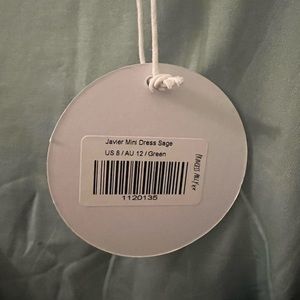 Javier Mini Dress Sage
US 8 / AU 12 / Green
1120135